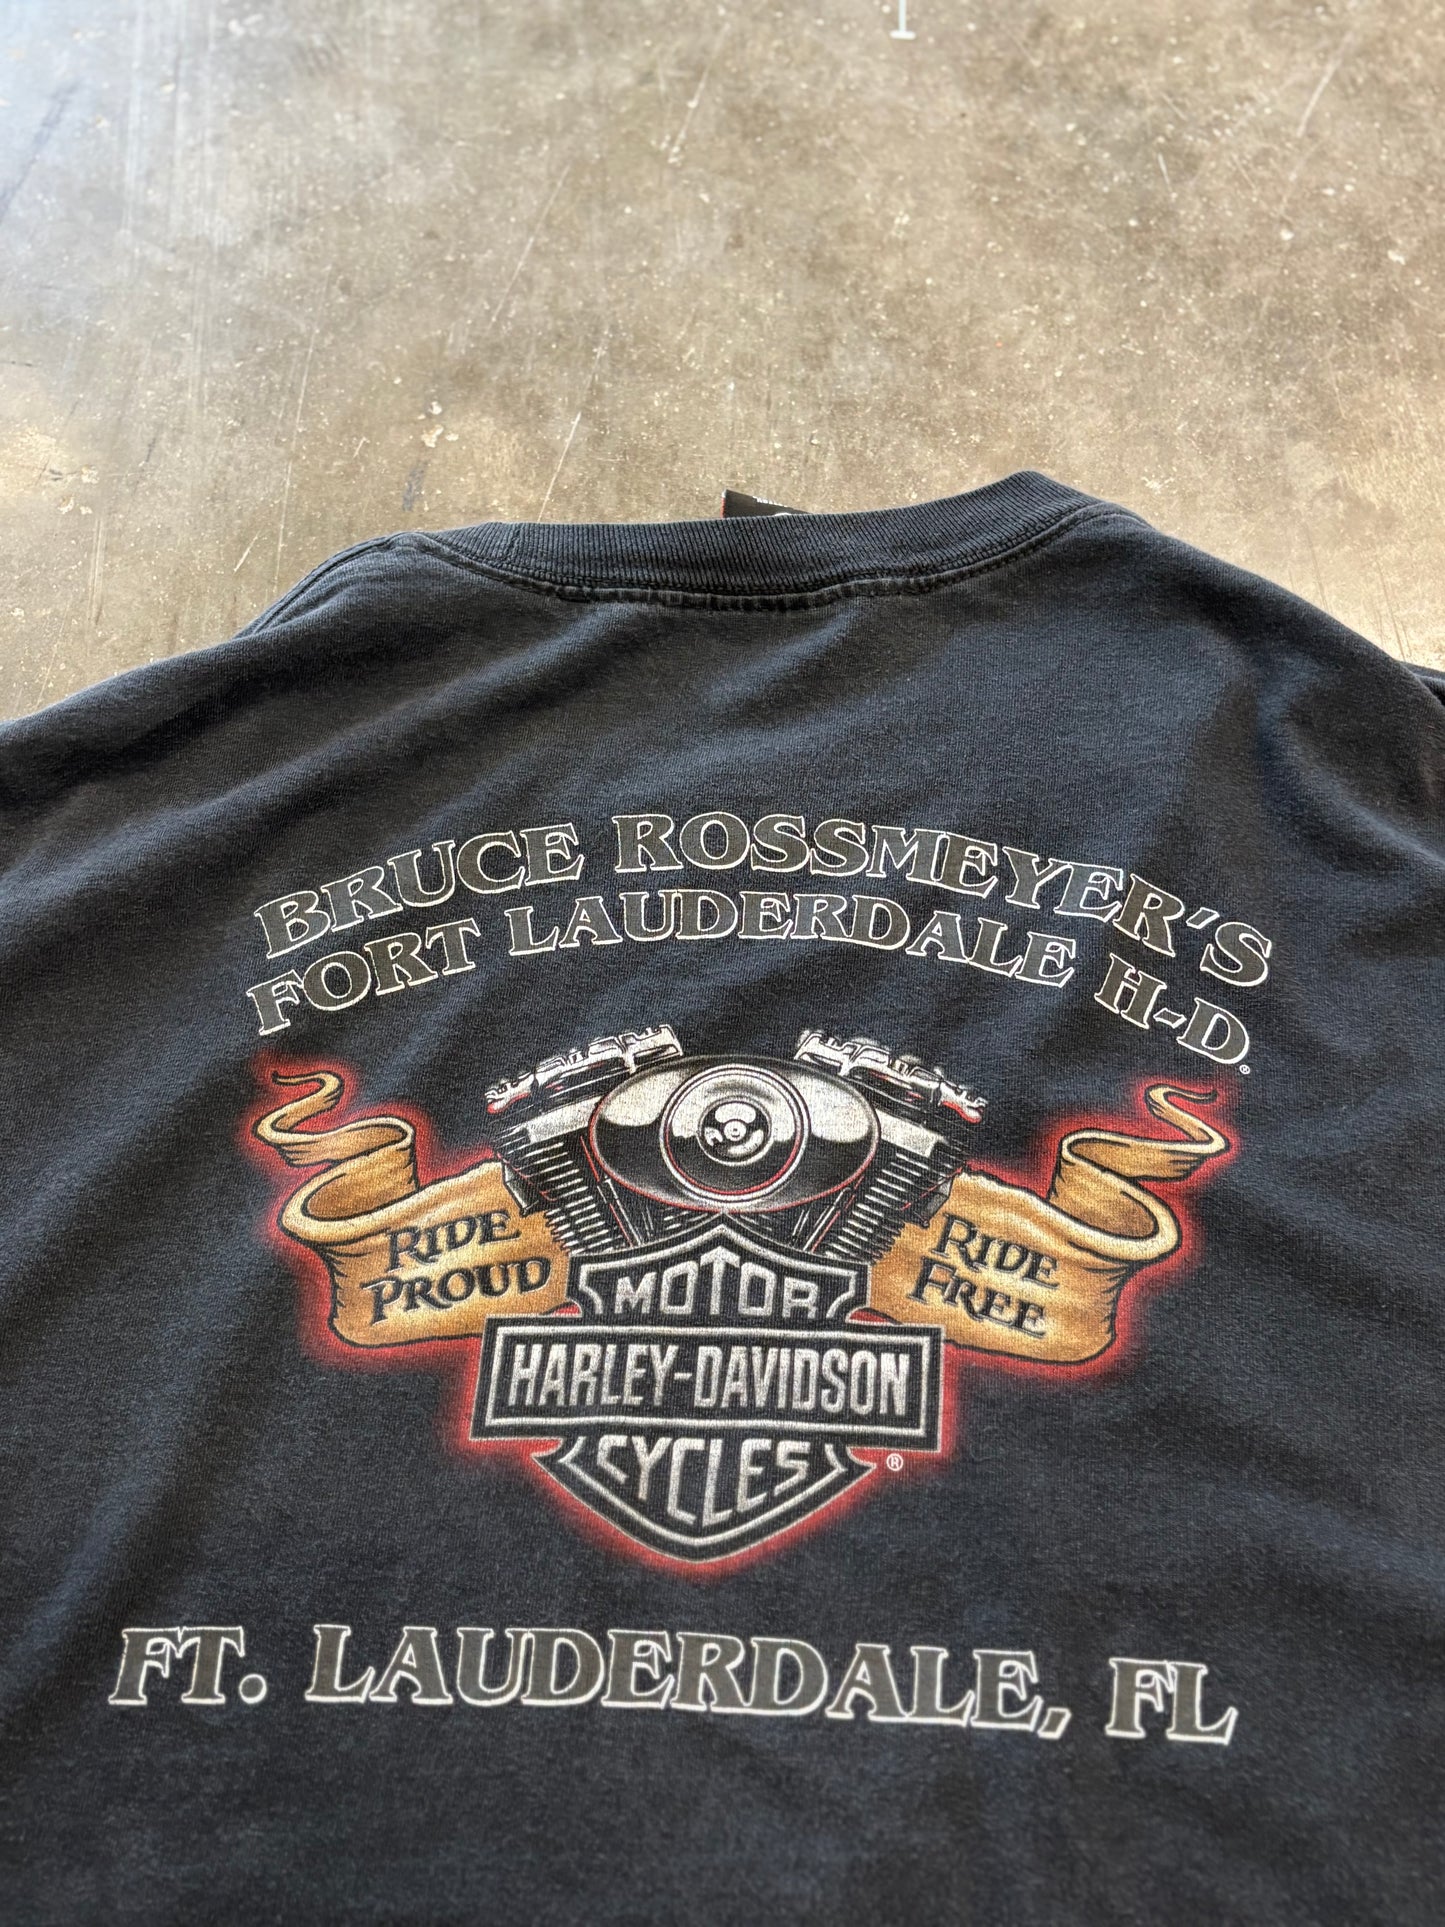 BRUCE ROSSMEYER'S
FORT LAUDERDALE H-D®
RIDE
PROUD
RIDE
FREE
MOTOR
HARLEY-DAVIDSON
CYCLES ®
FT. LAUDERDALE, FL